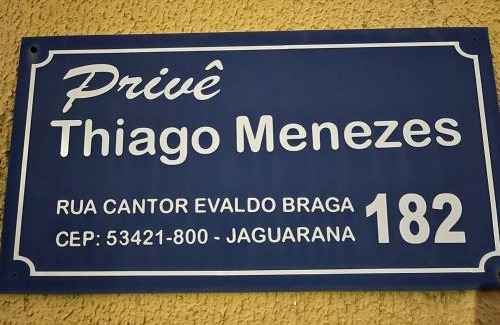 Privê
Thiago Menezes
RUA CANTOR EVALDO BRAGA
CEP: 53421-800 - JAGUARANA
182